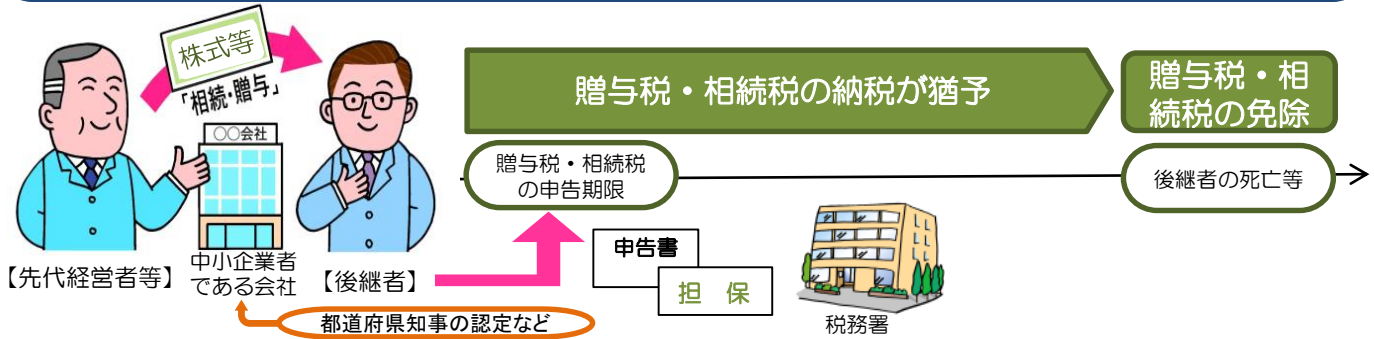 株式等
「相続・贈与」
〇〇会社
【先代経営者等】
中小企業者
である会社
【後継者】
都道府県知事の認定など
贈与税・相続税の納税が猶予
贈与税・相
続税の免除
贈与税・相続税
の申告期限
後継者の死亡等
申告書
担 保
税務署